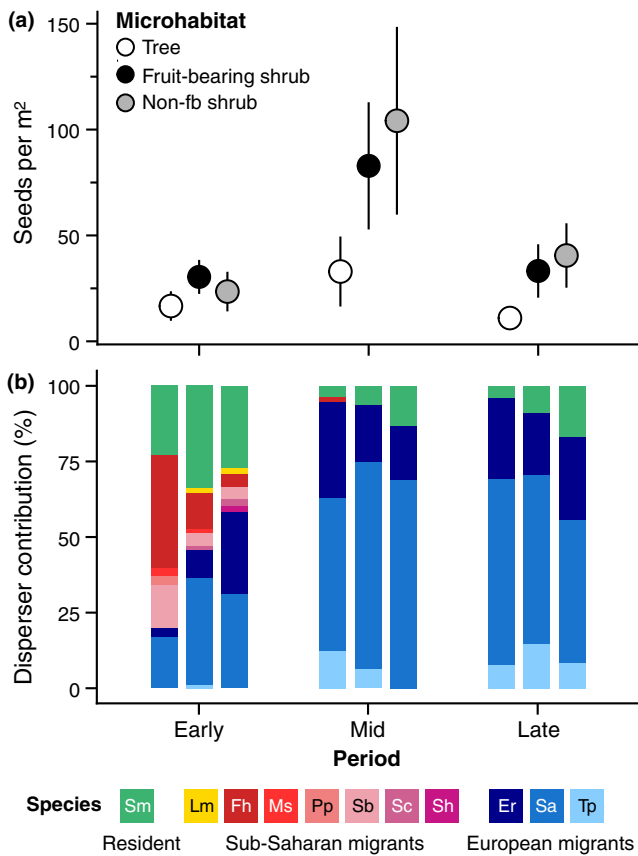 (a)
Microhabitat
Tree
Fruit-bearing shrub
Non-fb shrub
Seeds per m²
150
100
50
0
(b)
Disperser contribution (%)
100
75
50
25
0
Early Mid Late
Period
Species Sm Lm Fh Ms Pp Sb Sc Sh Er Sa Tp
Resident Sub-Saharan migrants European migrants